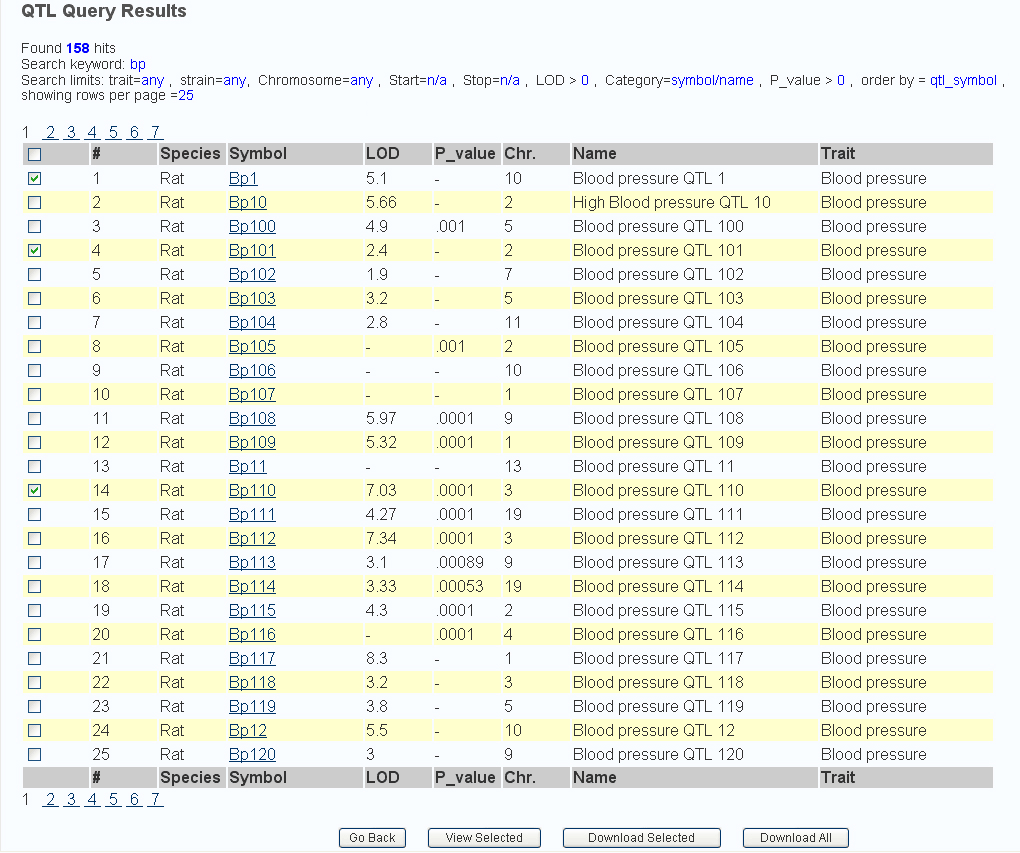 QTL Query Results
Found 158 hits
Search keyword: bp
Search limits: trait=any , strain=any, Chromosome=any , Start=n/a , Stop=n/a , LOD > 0 , Category=symbol/name , P_value > 0 , order by = qtl_symbol ,
showing rows per page =25
1 2 3 4 5 6 7
# Species Symbol LOD P_value Chr. Name Trait
1 Rat Bp1 5.1 - 10 Blood pressure QTL 1 Blood pressure
2 Rat Bp10 5.66 - 2 High Blood pressure QTL 10 Blood pressure
3 Rat Bp100 4.9 .001 5 Blood pressure QTL 100 Blood pressure
4 Rat Bp101 2.4 - 2 Blood pressure QTL 101 Blood pressure
5 Rat Bp102 1.9 - 7 Blood pressure QTL 102 Blood pressure
6 Rat Bp103 3.2 - 5 Blood pressure QTL 103 Blood pressure
7 Rat Bp104 2.8 - 11 Blood pressure QTL 104 Blood pressure
8 Rat Bp105 - .001 2 Blood pressure QTL 105 Blood pressure
9 Rat Bp106 - - 10 Blood pressure QTL 106 Blood pressure
10 Rat Bp107 - - 1 Blood pressure QTL 107 Blood pressure
11 Rat Bp108 5.97 .0001 9 Blood pressure QTL 108 Blood pressure
12 Rat Bp109 5.32 .0001 1 Blood pressure QTL 109 Blood pressure
13 Rat Bp11 - - 13 Blood pressure QTL 11 Blood pressure
14 Rat Bp110 7.03 .0001 3 Blood pressure QTL 110 Blood pressure
15 Rat Bp111 4.27 .0001 19 Blood pressure QTL 111 Blood pressure
16 Rat Bp112 7.34 .0001 3 Blood pressure QTL 112 Blood pressure
17 Rat Bp113 3.1 .00089 9 Blood pressure QTL 113 Blood pressure
18 Rat Bp114 3.33 .00053 19 Blood pressure QTL 114 Blood pressure
19 Rat Bp115 4.3 .0001 2 Blood pressure QTL 115 Blood pressure
20 Rat Bp116 - .0001 4 Blood pressure QTL 116 Blood pressure
21 Rat Bp117 8.3 - 1 Blood pressure QTL 117 Blood pressure
22 Rat Bp118 3.2 - 3 Blood pressure QTL 118 Blood pressure
23 Rat Bp119 3.8 - 5 Blood pressure QTL 119 Blood pressure
24 Rat Bp12 5.5 - 10 Blood pressure QTL 12 Blood pressure
25 Rat Bp120 3 - 9 Blood pressure QTL 120 Blood pressure
# Species Symbol LOD P_value Chr. Name Trait
1 2 3 4 5 6 7
Go Back View Selected Download Selected Download All